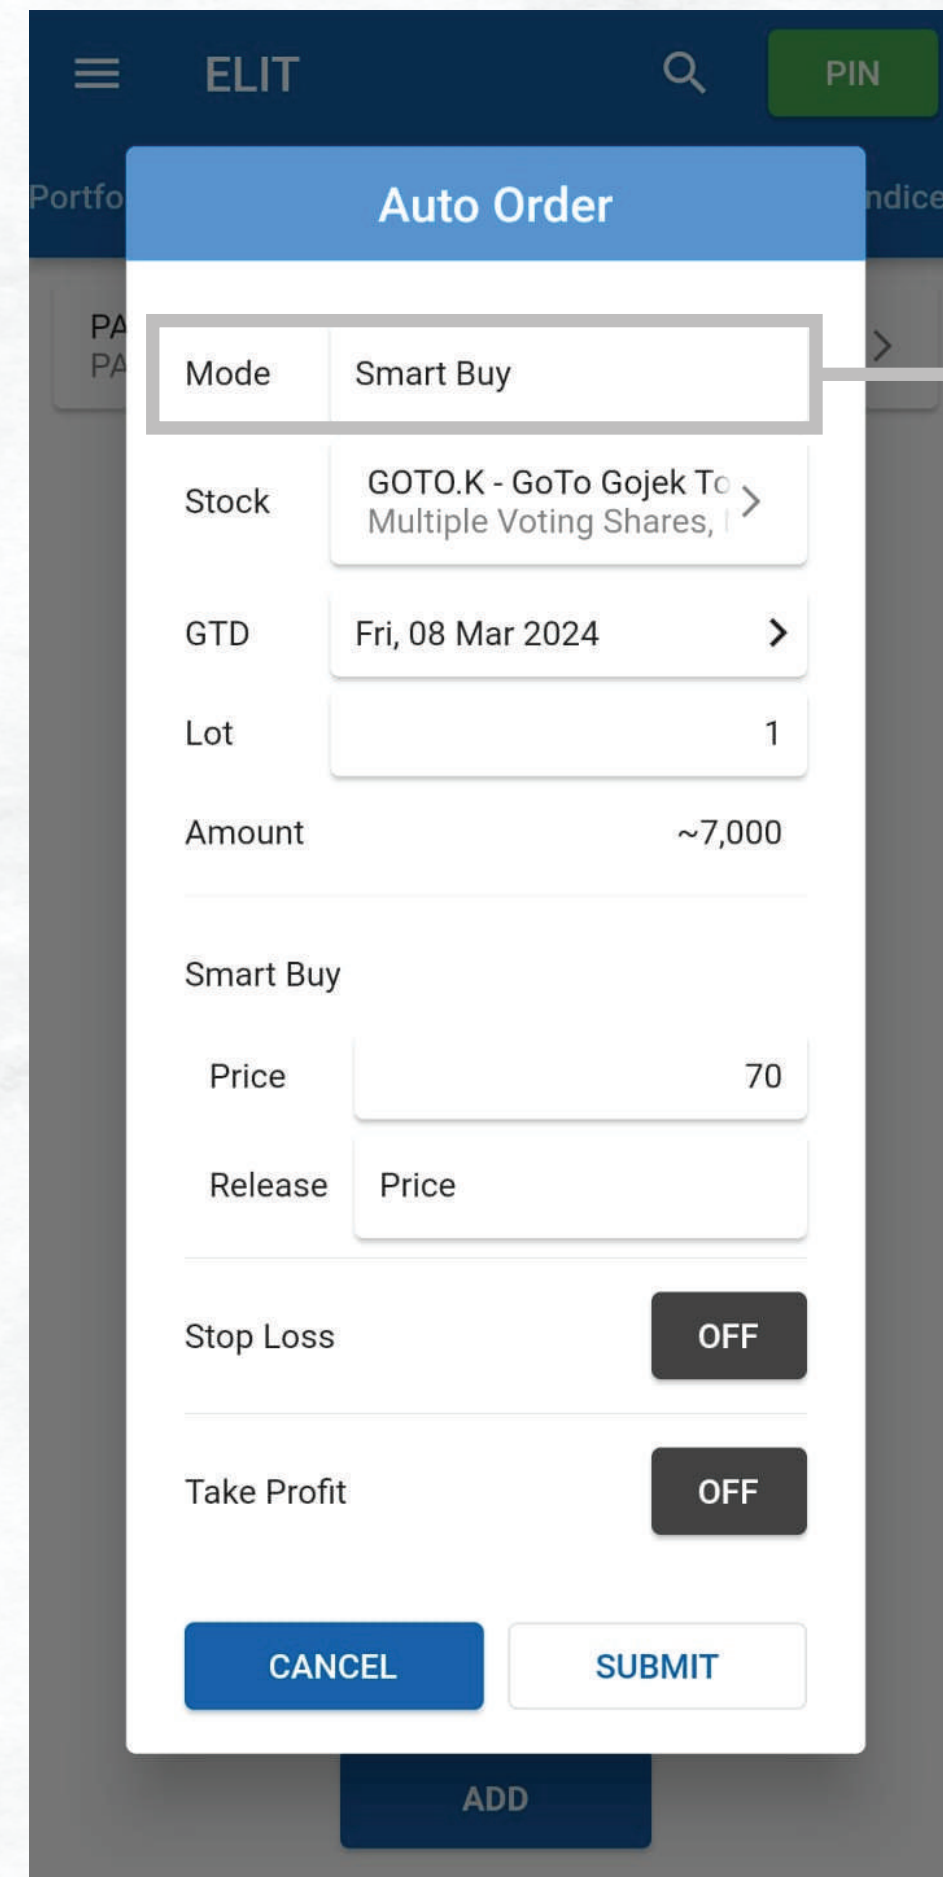 ELIT
PIN
Portfo
ndice
Auto Order
PA
PA
Mode
Smart Buy
Stock
GOTO.K - GoTo Gojek To
Multiple Voting Shares,
GTD
Fri, 08 Mar 2024
Lot
1
Amount
~7,000
Smart Buy
Price
70
Release
Price
Stop Loss
OFF
Take Profit
OFF
CANCEL
SUBMIT
ADD